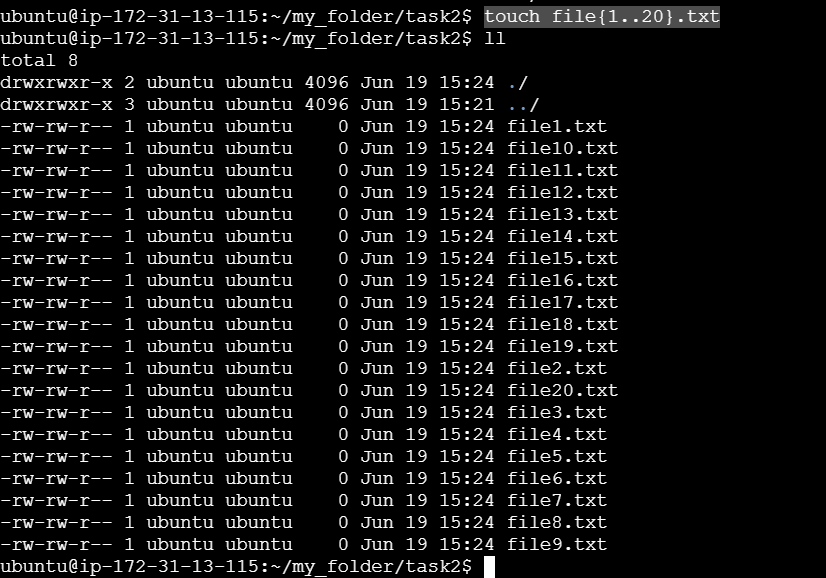 ubuntu@ip-172-31-13-115:~/my_folder/task2$ touch file{1..20}.txt
ubuntu@ip-172-31-13-115:~/my_folder/task2$ ll
total 8
drwxrwxr-x 2 ubuntu ubuntu 4096 Jun 19 15:24 ./
drwxrwxr-x 3 ubuntu ubuntu 4096 Jun 19 15:21 ../
-rw-rw-r-- 1 ubuntu ubuntu    0 Jun 19 15:24 file1.txt
-rw-rw-r-- 1 ubuntu ubuntu    0 Jun 19 15:24 file10.txt
-rw-rw-r-- 1 ubuntu ubuntu    0 Jun 19 15:24 file11.txt
-rw-rw-r-- 1 ubuntu ubuntu    0 Jun 19 15:24 file12.txt
-rw-rw-r-- 1 ubuntu ubuntu    0 Jun 19 15:24 file13.txt
-rw-rw-r-- 1 ubuntu ubuntu    0 Jun 19 15:24 file14.txt
-rw-rw-r-- 1 ubuntu ubuntu    0 Jun 19 15:24 file15.txt
-rw-rw-r-- 1 ubuntu ubuntu    0 Jun 19 15:24 file16.txt
-rw-rw-r-- 1 ubuntu ubuntu    0 Jun 19 15:24 file17.txt
-rw-rw-r-- 1 ubuntu ubuntu    0 Jun 19 15:24 file18.txt
-rw-rw-r-- 1 ubuntu ubuntu    0 Jun 19 15:24 file19.txt
-rw-rw-r-- 1 ubuntu ubuntu    0 Jun 19 15:24 file2.txt
-rw-rw-r-- 1 ubuntu ubuntu    0 Jun 19 15:24 file20.txt
-rw-rw-r-- 1 ubuntu ubuntu    0 Jun 19 15:24 file3.txt
-rw-rw-r-- 1 ubuntu ubuntu    0 Jun 19 15:24 file4.txt
-rw-rw-r-- 1 ubuntu ubuntu    0 Jun 19 15:24 file5.txt
-rw-rw-r-- 1 ubuntu ubuntu    0 Jun 19 15:24 file6.txt
-rw-rw-r-- 1 ubuntu ubuntu    0 Jun 19 15:24 file7.txt
-rw-rw-r-- 1 ubuntu ubuntu    0 Jun 19 15:24 file8.txt
-rw-rw-r-- 1 ubuntu ubuntu    0 Jun 19 15:24 file9.txt
ubuntu@ip-172-31-13-115:~/my_folder/task2$